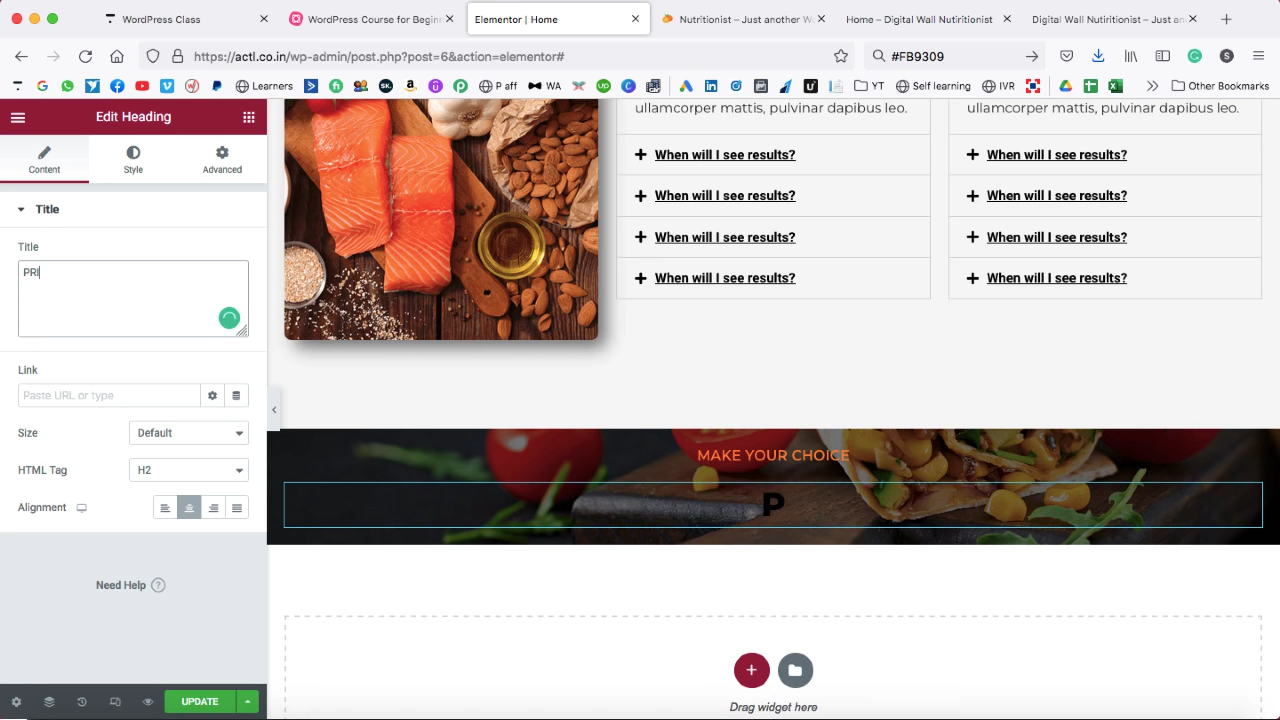 WordPress Class
WordPress Course for Beginn
Elementor | Home
Nutritionist – Just another W
Home – Digital Wall Nutiritionist
Digital Wall Nutiritionist – Just an
https://actl.co.in/wp-admin/post.php?post=6&action=elementor#
#FB9309
Learners
P aff
WA
YT
Self learning
IVR
Other Bookmarks
Edit Heading
Content
Style
Advanced
Title
Title
PRI
Link
Paste URL or type
Size
Default
HTML Tag
H2
Alignment
Need Help ?
UPDATE
ullamcorper mattis, pulvinar dapibus leo.
When will I see results?
When will I see results?
When will I see results?
When will I see results?
ullamcorper mattis, pulvinar dapibus leo.
When will I see results?
When will I see results?
When will I see results?
When will I see results?
MAKE YOUR CHOICE
P
Drag widget here